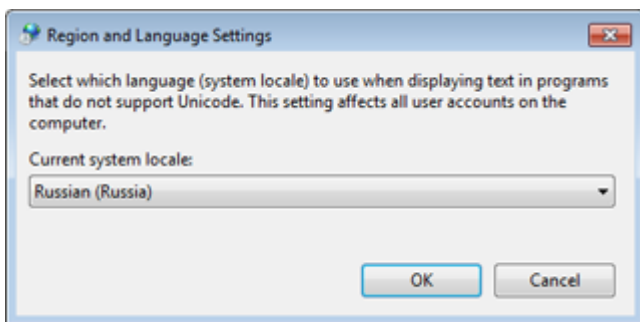 Region and Language Settings
Select which language (system locale) to use when displaying text in programs
that do not support Unicode. This setting affects all user accounts on the
computer.
Current system locale:
Russian (Russia)
OK
Cancel